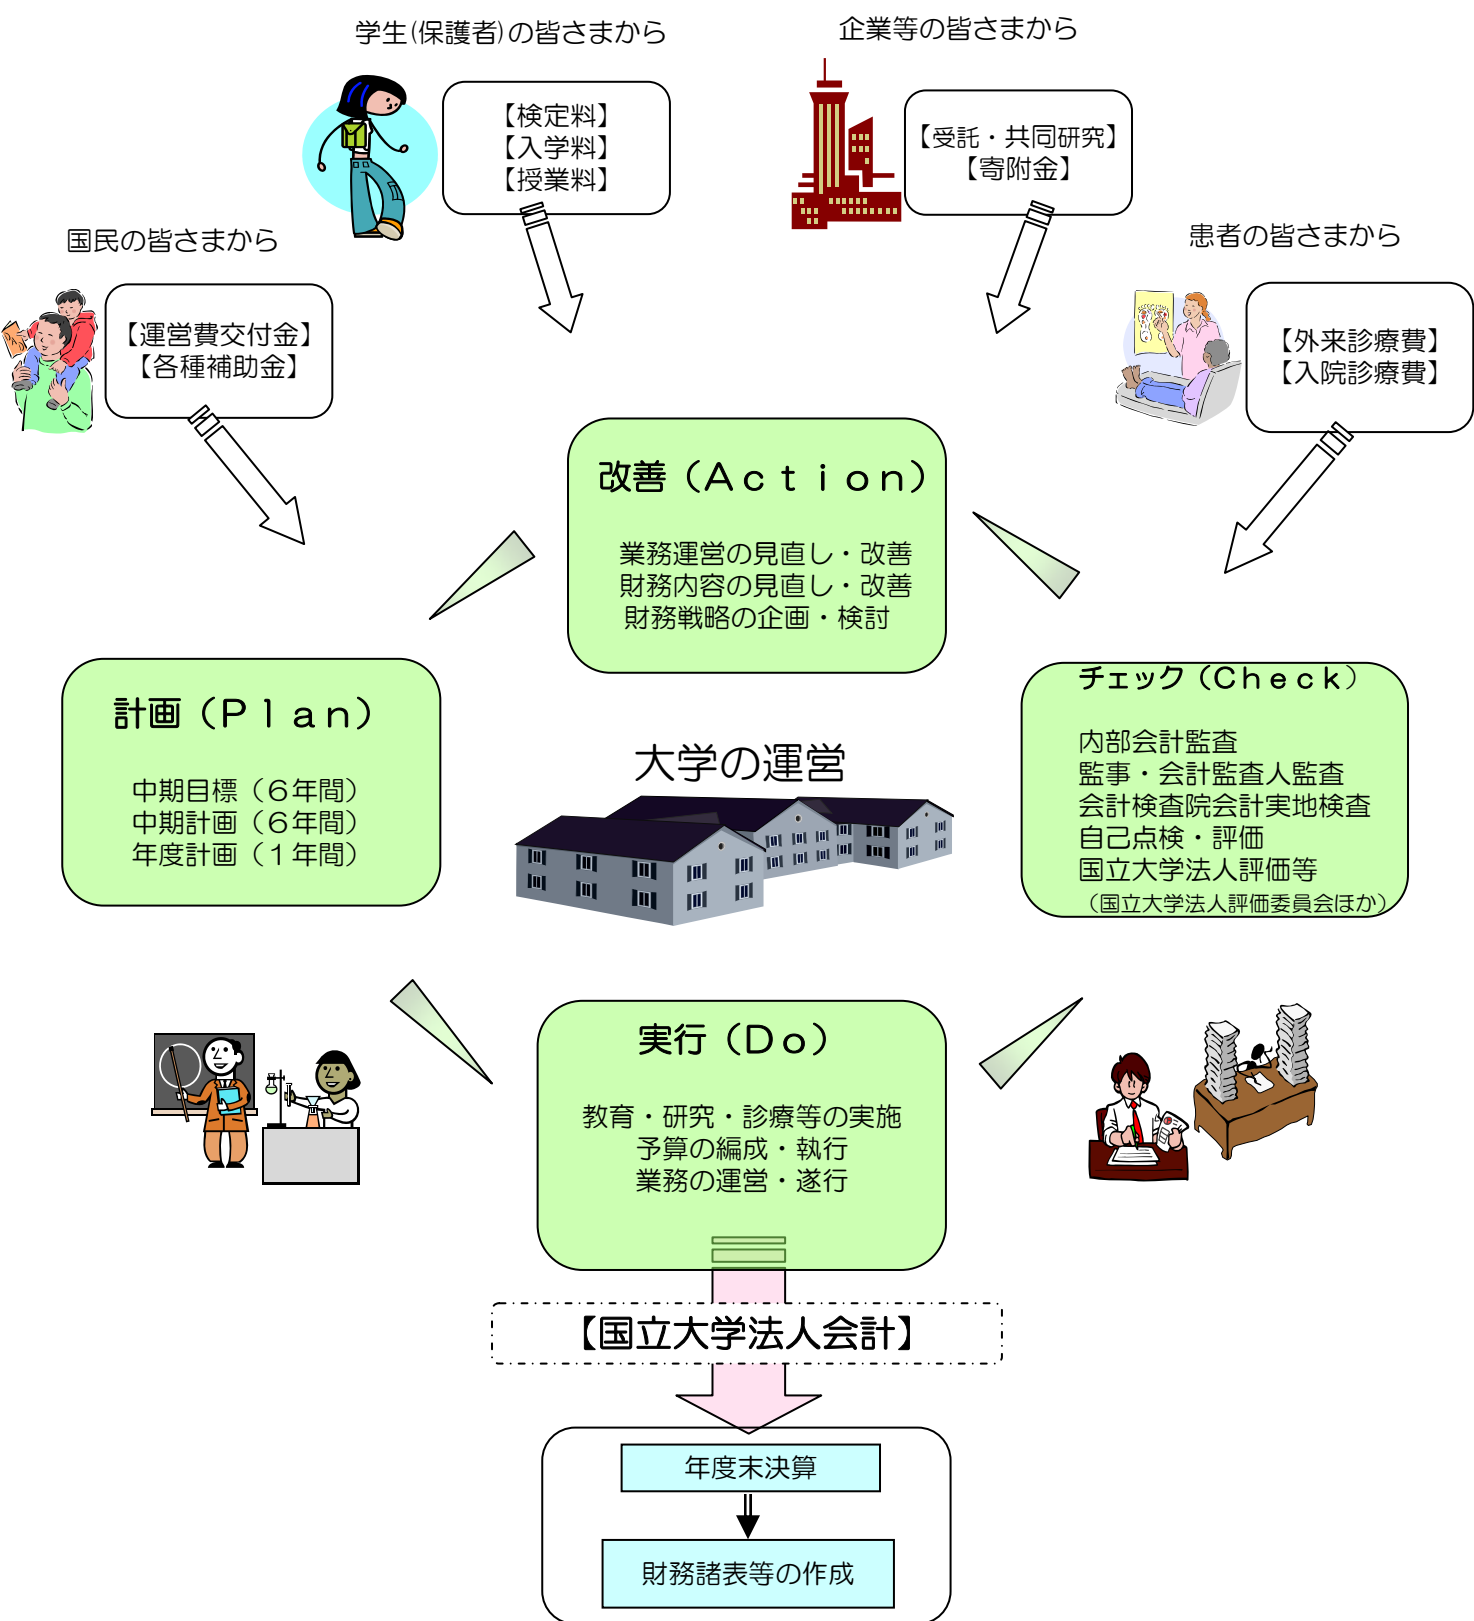 学生(保護者)の皆さまから
企業等の皆さまから
【検定料】
【入学料】
【授業料】
【受託・共同研究】
【寄附金】
国民の皆さまから
患者の皆さまから
【運営費交付金】
【各種補助金】
【外来診療費】
【入院診療費】
改善（Ａｃｔｉｏｎ）
業務運営の見直し・改善
財務内容の見直し・改善
財務戦略の企画・検討
計画（Ｐｌａｎ）
中期目標（６年間）
中期計画（６年間）
年度計画（１年間）
大学の運営
チェック（Ｃｈｅｃｋ）
内部会計監査
監事・会計監査人監査
会計検査院会計実地検査
自己点検・評価
国立大学法人評価等
（国立大学法人評価委員会ほか）
実行（Ｄｏ）
教育・研究・診療等の実施
予算の編成・執行
業務の運営・遂行
【国立大学法人会計】
年度末決算
財務諸表等の作成